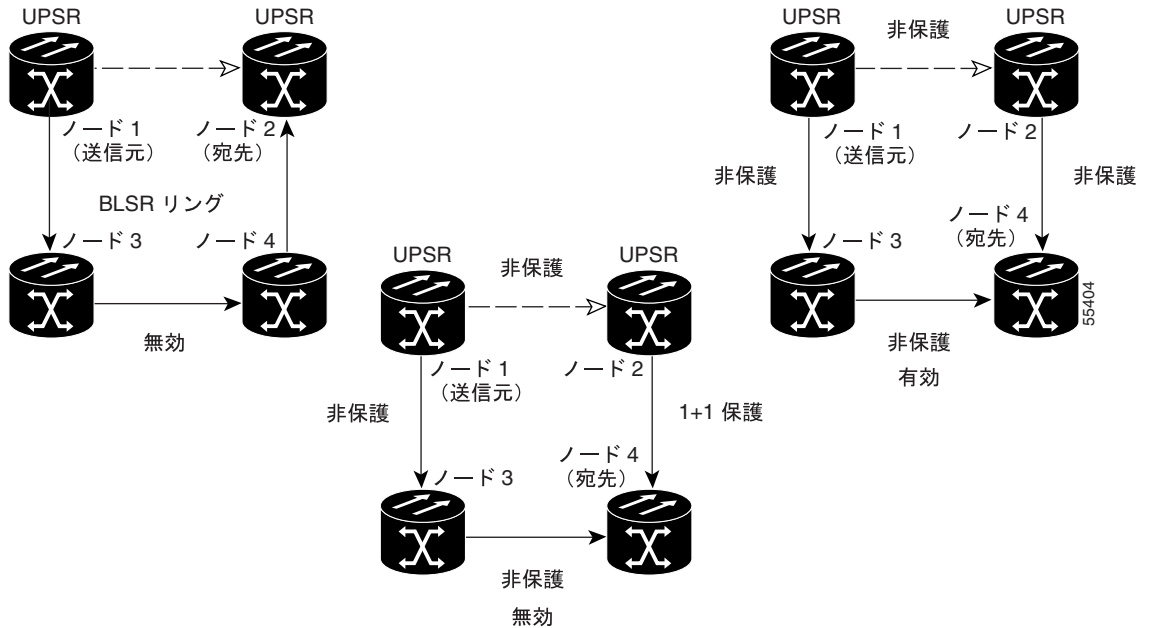 UPSR
UPSR
ノード 1
（送信元）
ノード 2
（宛先）
BLSR リング
ノード 3
ノード 4
無効
UPSR
UPSR
非保護
ノード 1
（送信元）
ノード 2
非保護
1+1 保護
ノード 3
ノード 4
（宛先）
非保護
無効
UPSR
UPSR
非保護
ノード 1
（送信元）
ノード 2
非保護
非保護
ノード 3
ノード 4
（宛先）
非保護
有効
55404